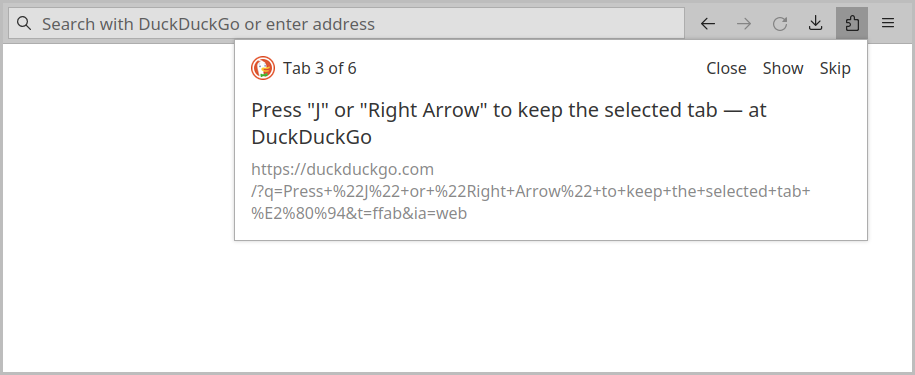 Search with DuckDuckGo or enter address
Tab 3 of 6
Close Show Skip
Press "J" or "Right Arrow" to keep the selected tab — at
DuckDuckGo
https://duckduckgo.com
/?q=Press+%22J%22+or+%22Right+Arrow%22+to+keep+the+selected+tab+
%E2%80%94&t=ffab&ia=web